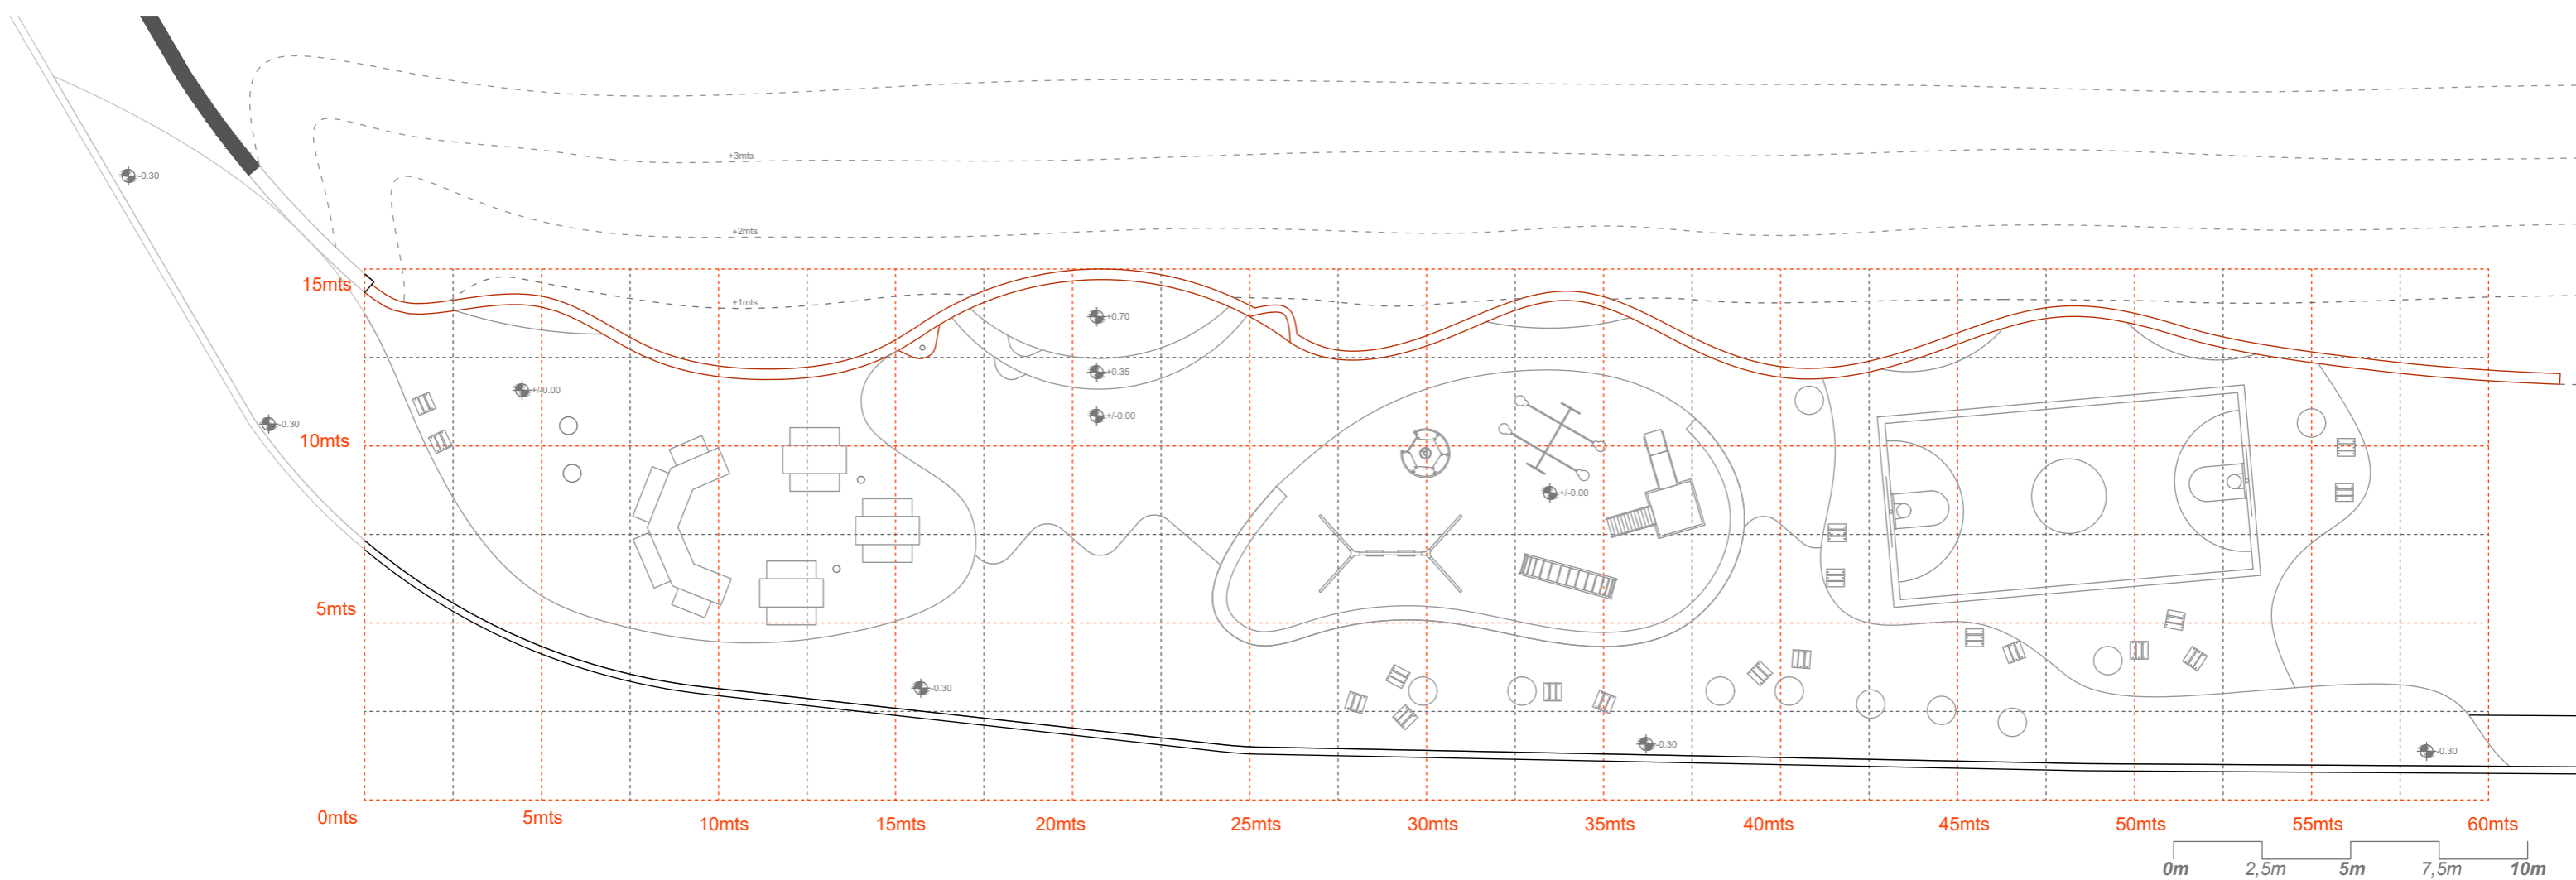 +3mts
-0.30
+2mts
15mts
+1mts
+0.70
+0.35
+/-0.00
+/-0.00
-0.30
10mts
+/-0.00
5mts
-0.30
-0.30
-0.30
0mts
5mts
10mts
15mts
20mts
25mts
30mts
35mts
40mts
45mts
50mts
55mts
60mts
0m 2,5m 5m 7,5m 10m